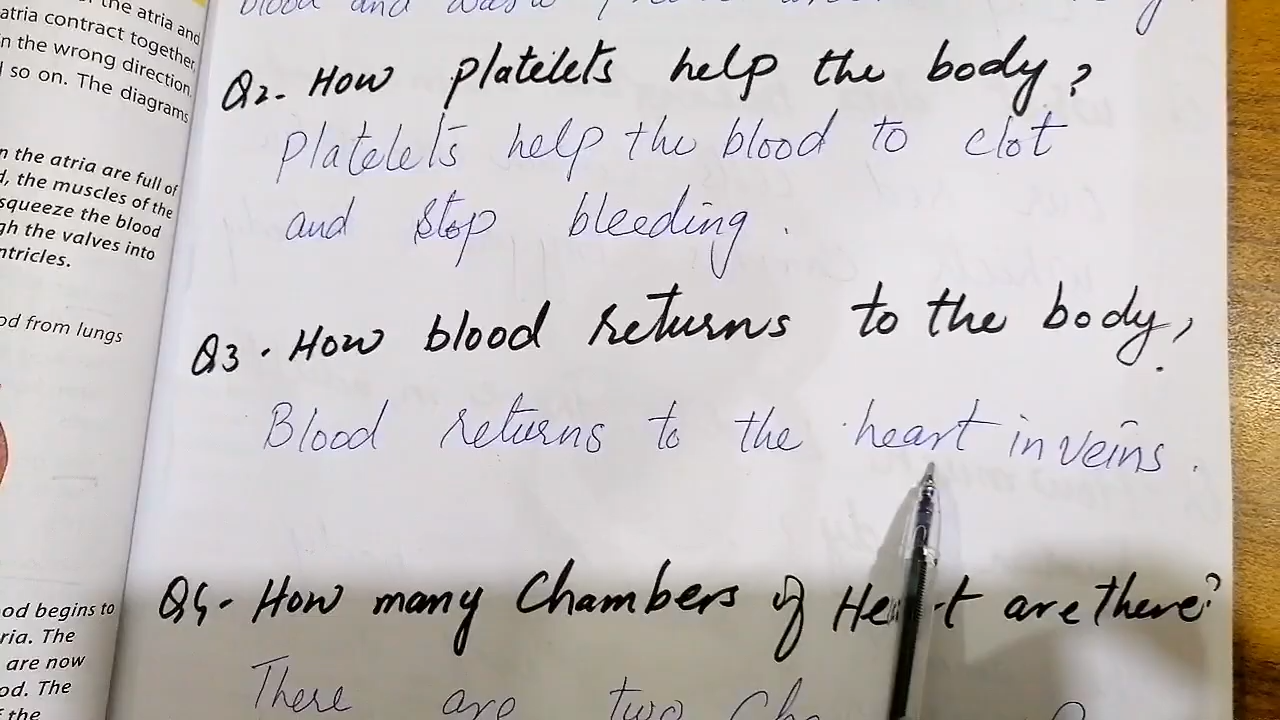 the atria and
atria contract together,
n the wrong direction.
so on. The diagrams
n the atria are full of
d, the muscles of the
squeeze the blood
gh the valves into
ntricles.
od from lungs
od begins to
ria. The
are now
od. The
the
blood and
Q2. How platelets help the body?
Platelets help the blood to clot
and stop bleeding.
Q3. How blood returns to the body?
Blood returns to the heart in veins.
Q4. How many Chambers of Heart are there?
There are two